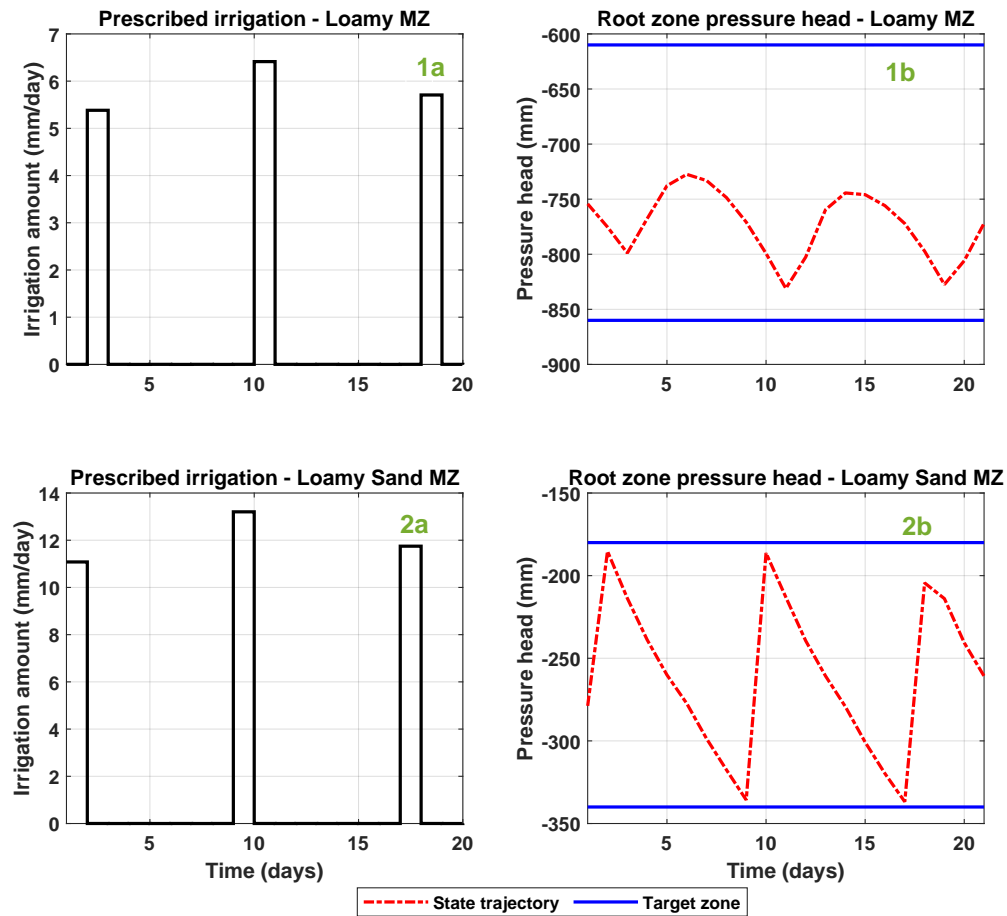 Prescribed irrigation - Loamy MZ
Irrigation amount (mm/day)
7
6
5
4
3
2
1
0
5
10
15
20
1a
Root zone pressure head - Loamy MZ
Pressure head (mm)
-600
-650
-700
-750
-800
-850
-900
5
10
15
20
1b
Prescribed irrigation - Loamy Sand MZ
Irrigation amount (mm/day)
14
12
10
8
6
4
2
0
5
10
15
20
Time (days)
2a
Root zone pressure head - Loamy Sand MZ
Pressure head (mm)
-150
-200
-250
-300
-350
5
10
15
20
Time (days)
2b
State trajectory
Target zone